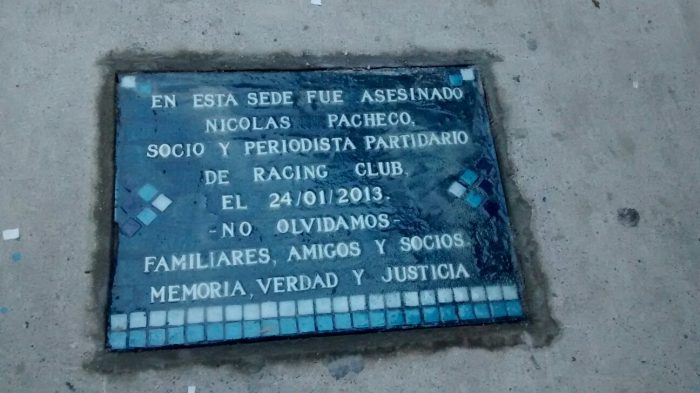 EN ESTA SEDE FUE ASESINADO
NICOLAS PACHECO,
SOCIO Y PERIODISTA PARTIDARIO
DE RACING CLUB.
EL 24/01/2013.
-NO OLVIDAMOS-
FAMILIARES, AMIGOS Y SOCIOS.
MEMORIA, VERDAD Y JUSTICIA